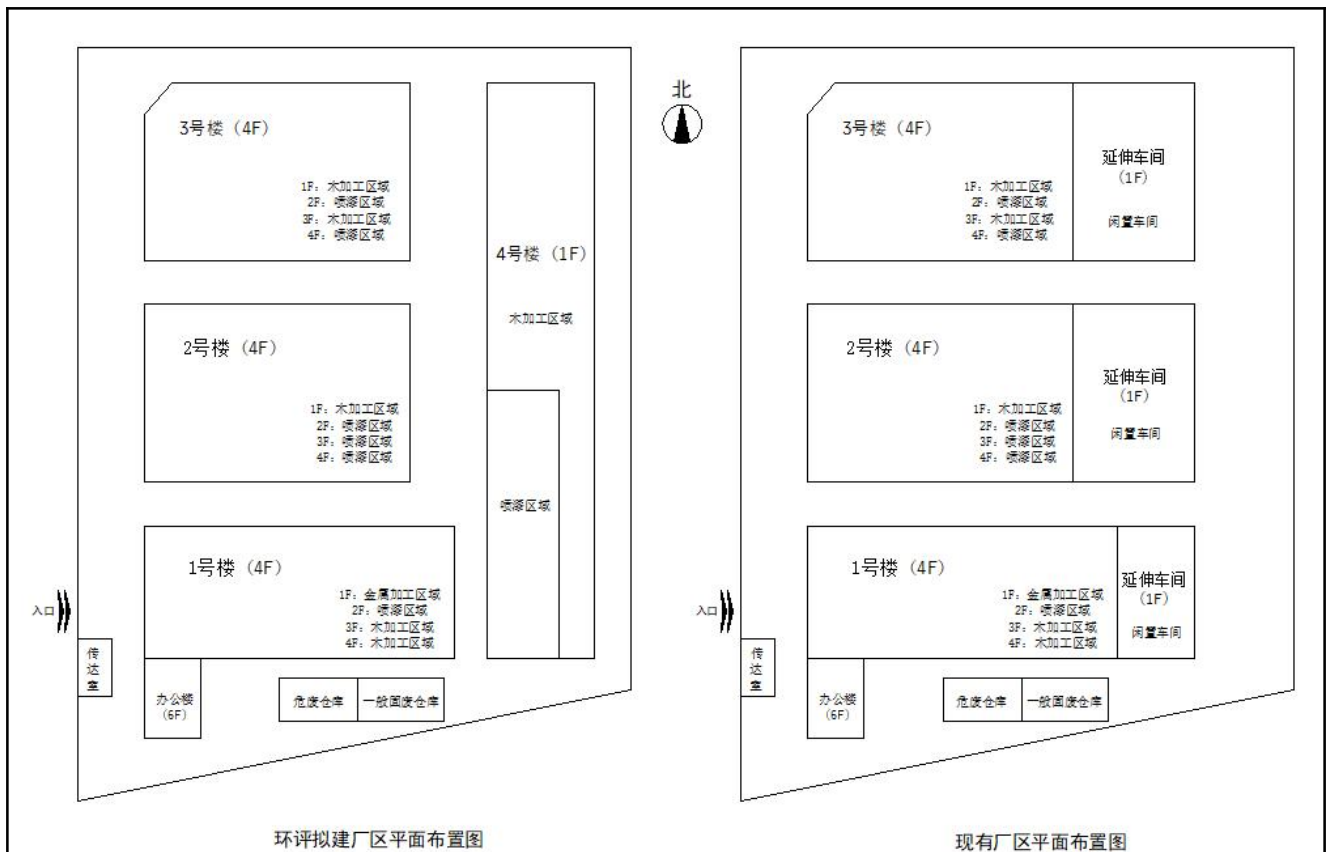 3号楼（4F）
1F：木加工区域
2F：喷漆区域
3F：木加工区域
4F：喷漆区域
4号楼（1F）
木加工区域
喷漆区域
2号楼（4F）
1F：木加工区域
2F：喷漆区域
3F：喷漆区域
4F：喷漆区域
1号楼（4F）
1F：金属加工区域
2F：喷漆区域
3F：木加工区域
4F：木加工区域
入口
传达室
办公楼
(6F)
危废仓库
一般固废仓库
环评拟建厂区平面布置图
北
3号楼（4F）
1F：木加工区域
2F：喷漆区域
3F：木加工区域
4F：喷漆区域
延伸车间
(1F)
闲置车间
2号楼（4F）
1F：木加工区域
2F：喷漆区域
3F：喷漆区域
4F：喷漆区域
延伸车间
(1F)
闲置车间
1号楼（4F）
1F：金属加工区域
2F：喷漆区域
3F：木加工区域
4F：木加工区域
延伸车间
(1F)
闲置车间
入口
传达室
办公楼
(6F)
危废仓库
一般固废仓库
现有厂区平面布置图